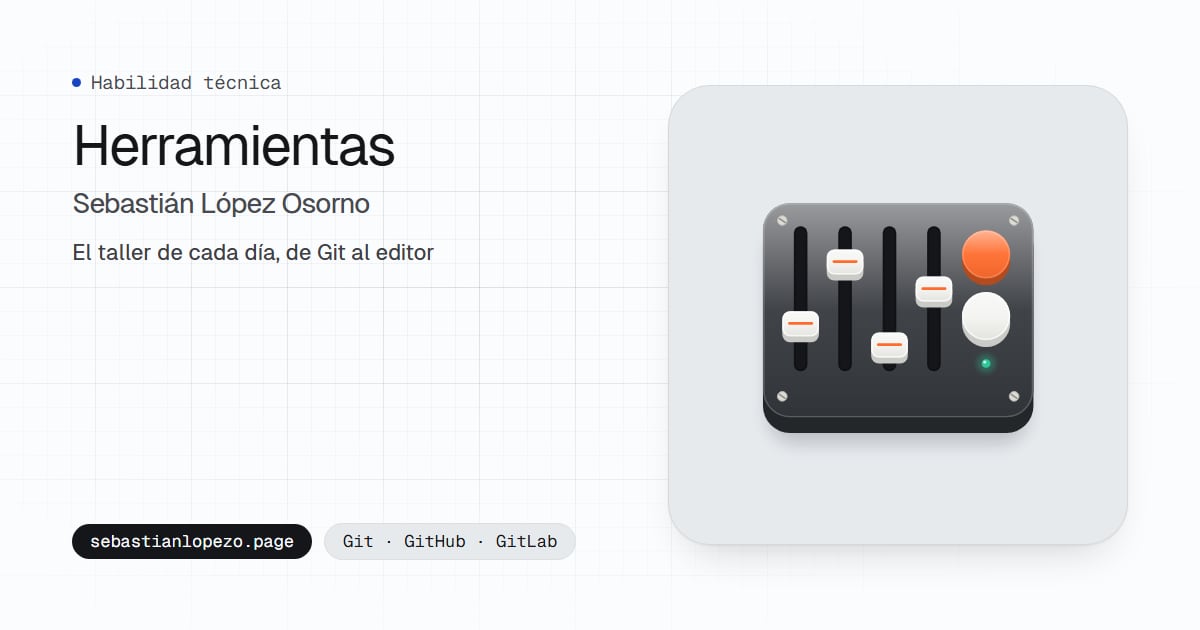 Habilidad técnica
Herramientas
Sebastián López Osorno
El taller de cada día, de Git al editor
sebastianlopezo.page
Git · GitHub · GitLab